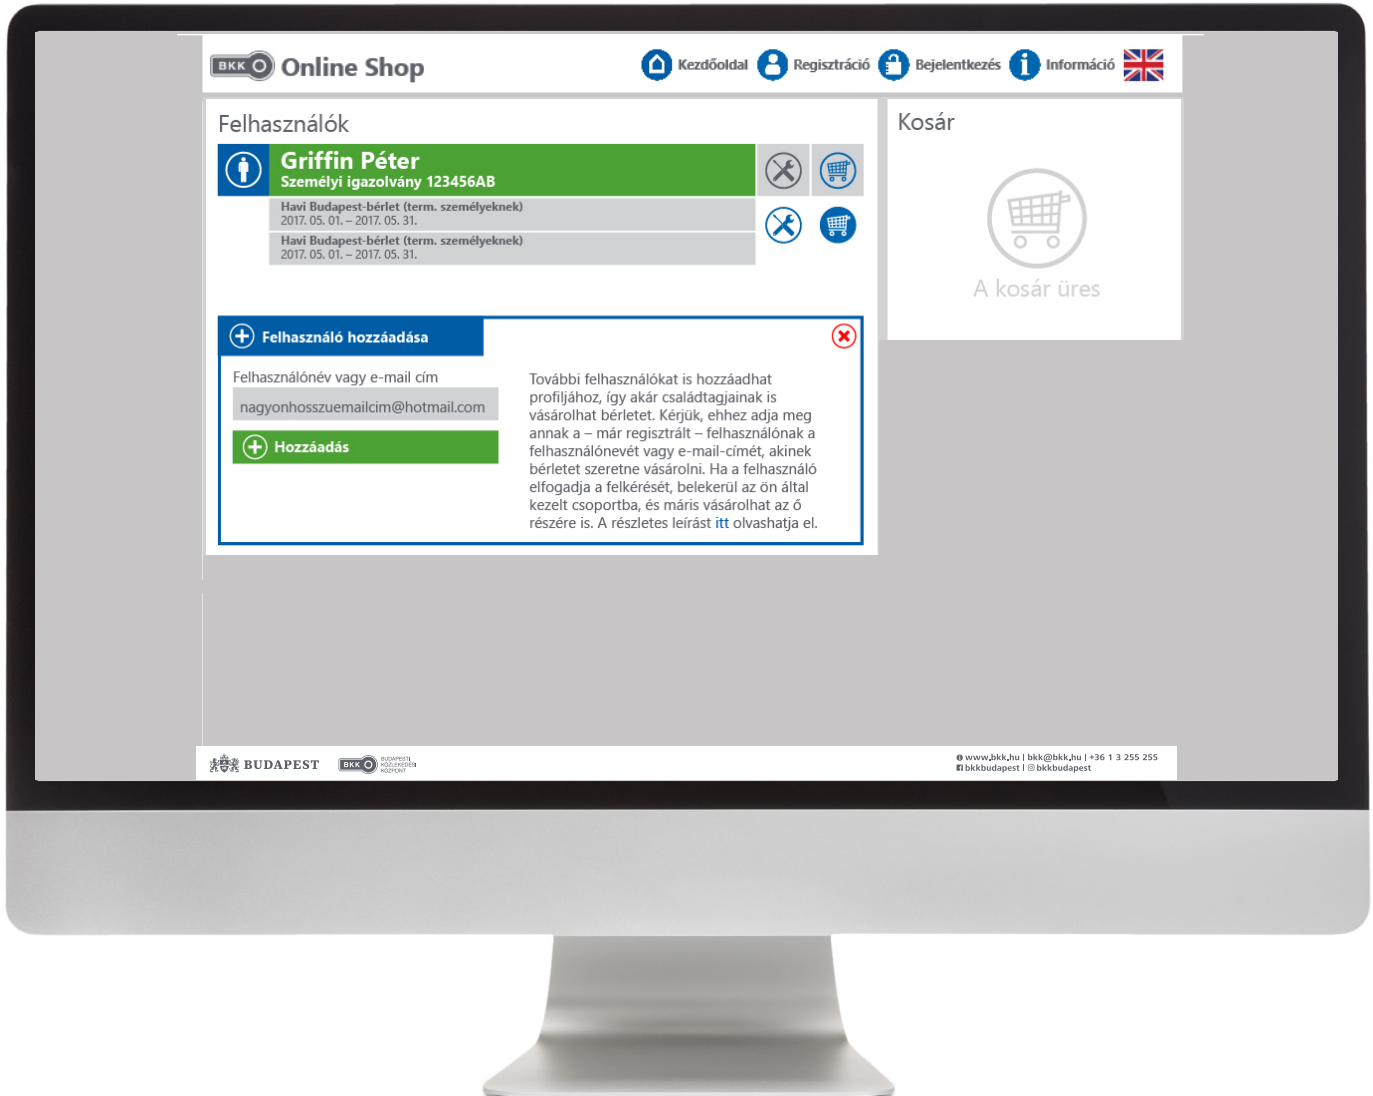 BKK Online Shop
Kezdőoldal Regisztráció Bejelentkezés Információ
Felhasználók
Griffin Péter
Személyi igazolvány 123456AB
Havi Budapest-bérlet (term. személyeknek)
2017. 05. 01. – 2017. 05. 31.
Havi Budapest-bérlet (term. személyeknek)
2017. 05. 01. – 2017. 05. 31.
Kosár
A kosár üres
Felhasználó hozzáadása
Felhasználónév vagy e-mail cím
nagyonhosszuemailcim@hotmail.com
Hozzáadás
További felhasználókat is hozzáadhat
profiljához, így akár családtagjainak is
vásárolhat bérletet. Kérjük, ehhez adja meg
annak a – már regisztrált – felhasználónak a
felhasználónevét vagy e-mail-címét, akinek
bérletet szeretne vásárolni. Ha a felhasználó
elfogadja a felkérését, belekerül az ön által
kezelt csoportba, és máris vásárolhat az ő
részére is. A részletes leírást itt olvashatja el.
BUDAPEST
BKK
BUDAPESTI
KÖZLEKEDÉSI
KÖZPONT
www.bkk.hu | bkk@bkk.hu | +36 1 3 255 255
bkkbudapest | bkkbudapest